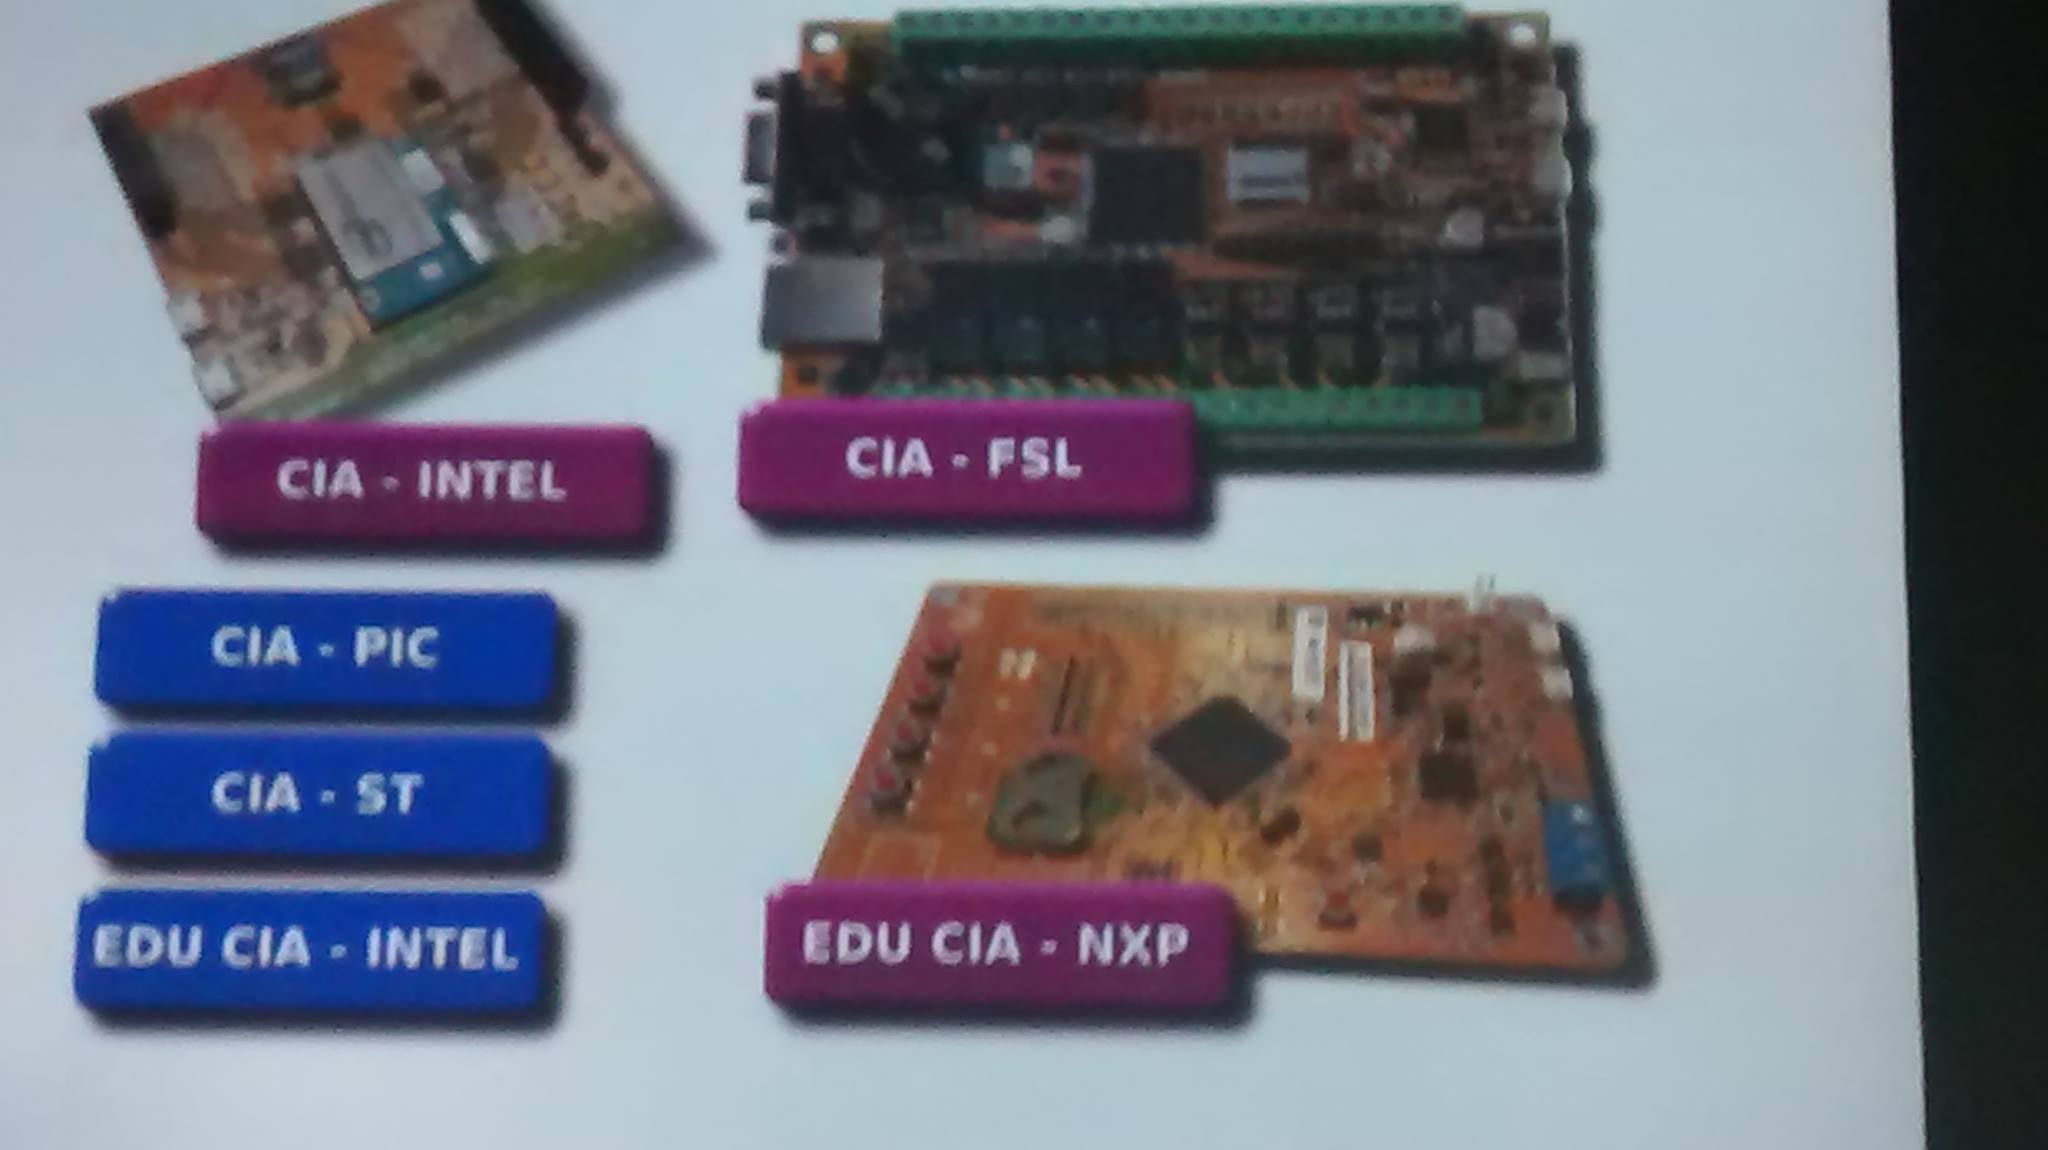 CIA - INTEL
CIA - FSL
CIA - PIC
CIA - ST
EDU CIA - INTEL
EDU CIA - NXP